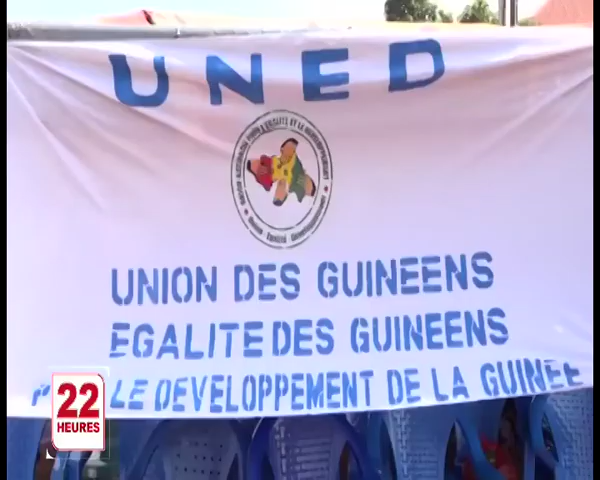 UNED
UNION DES GUINEENS
EGALITE DES GUINEENS
LE DEVELOPPEMENT DE LA GUINEE
22
HEURES